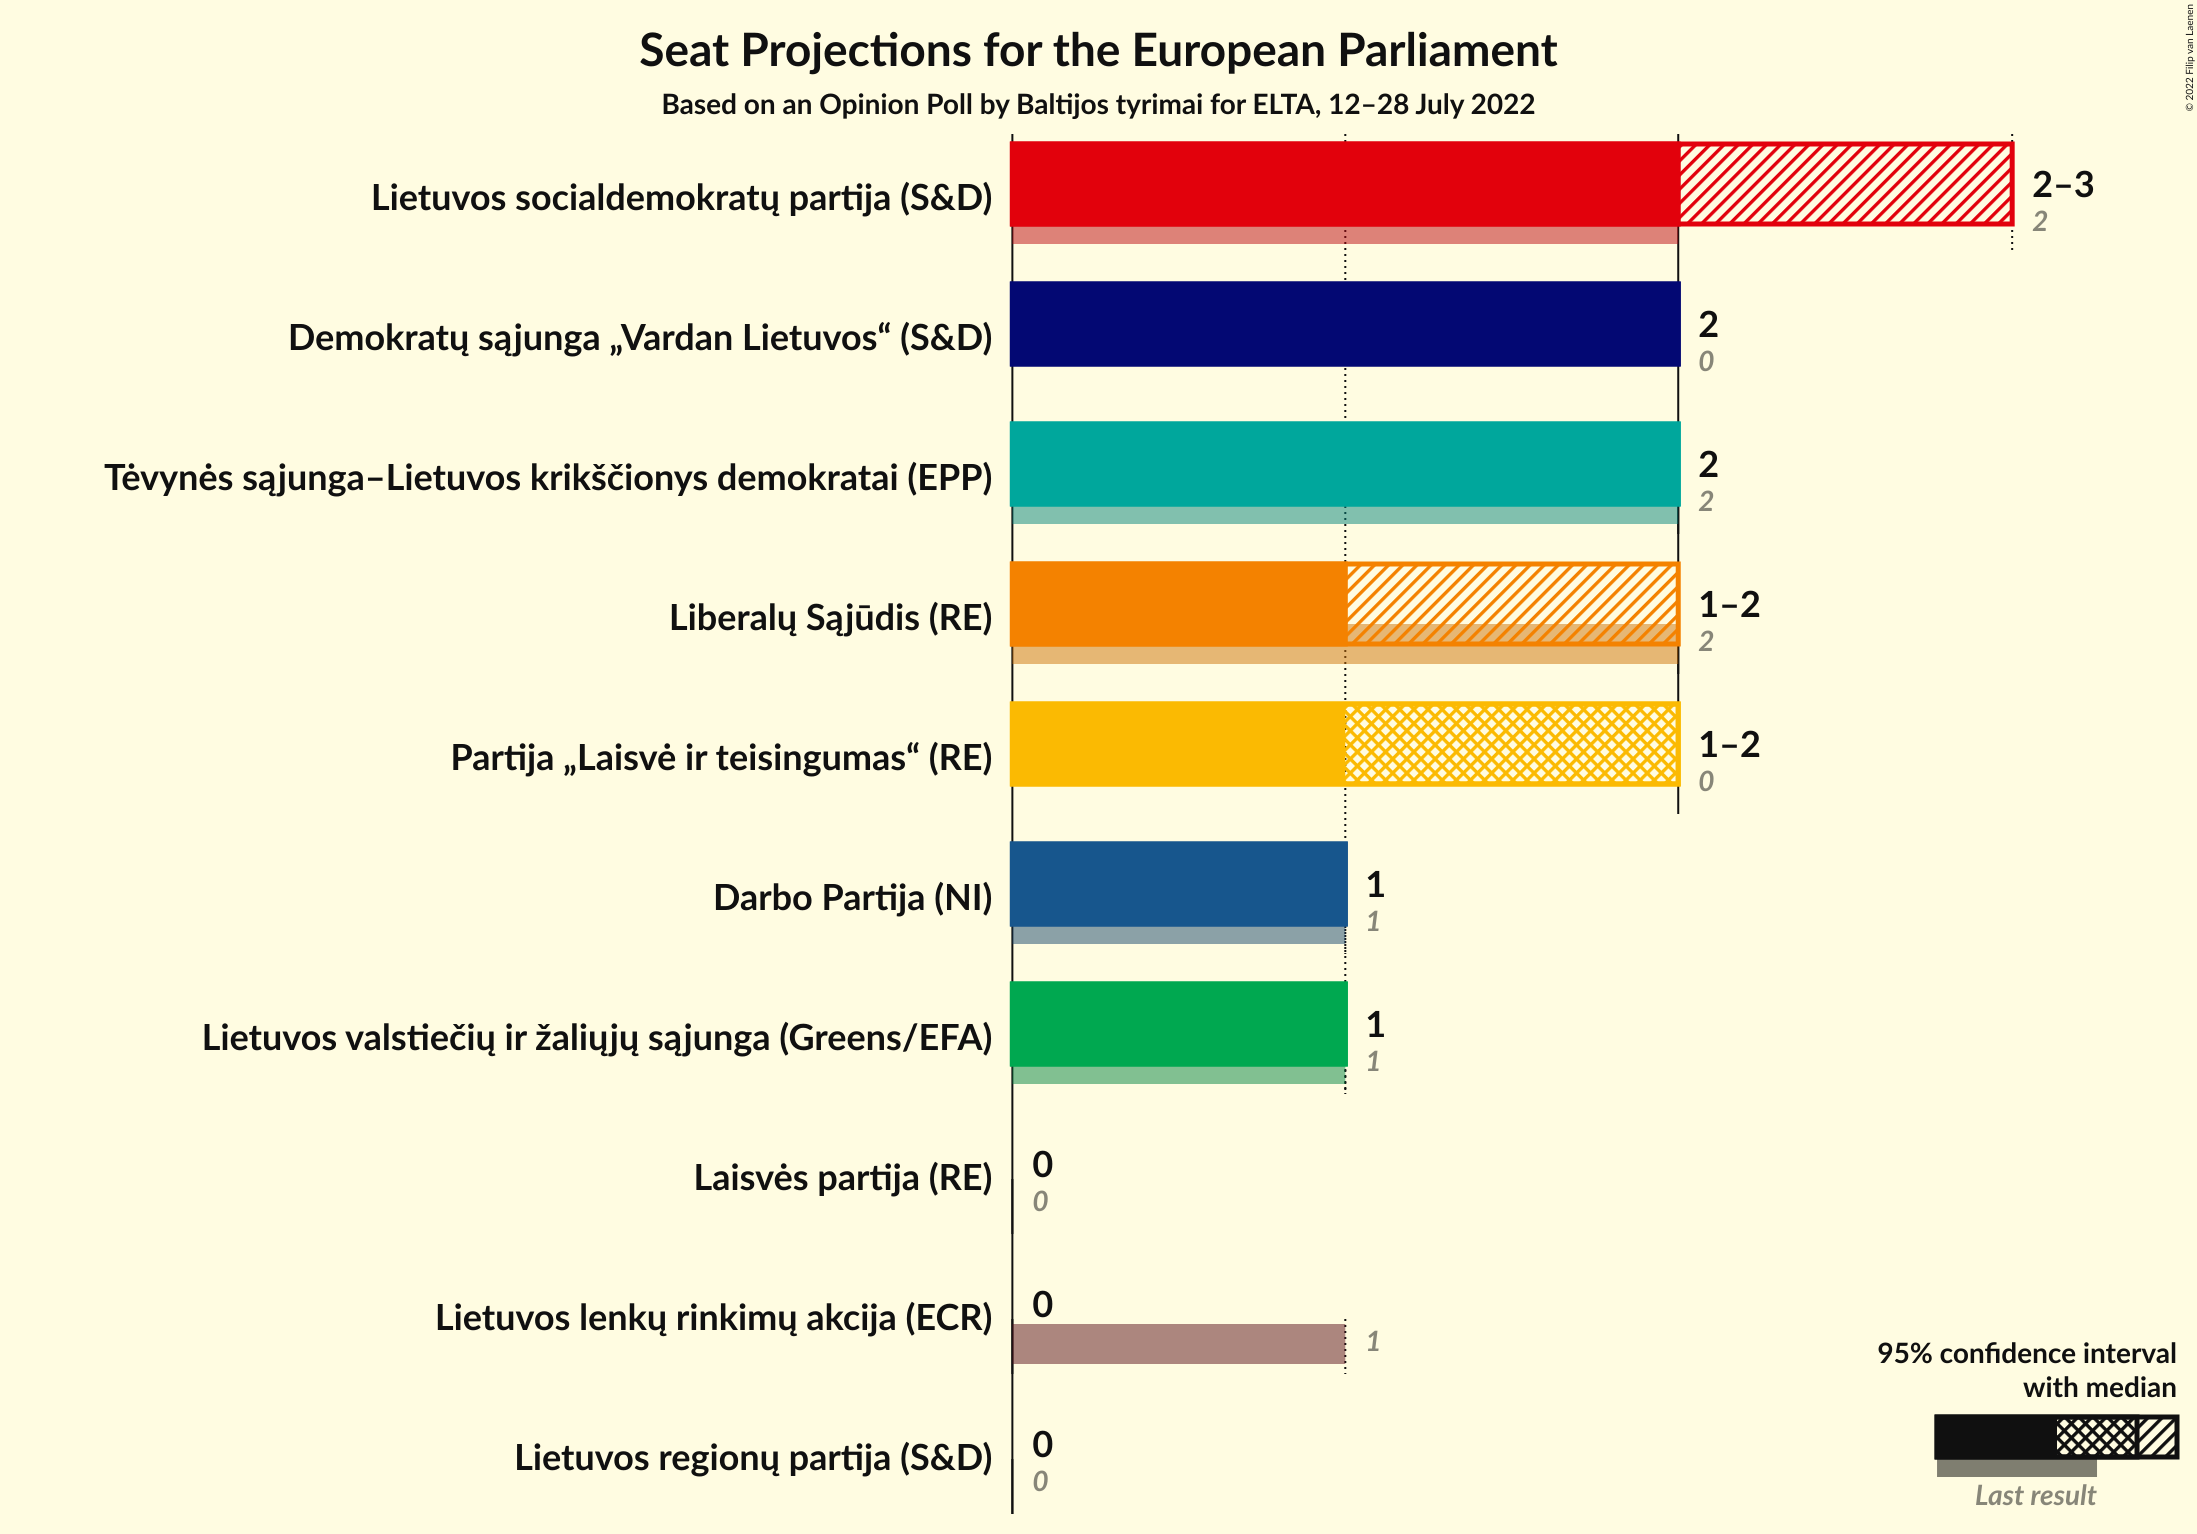 Seat Projections for the European Parliament
Based on an Opinion Poll by Baltijos tyrimai for ELTA, 12–28 July 2022
© 2022 Filip van Laenen
Lietuvos socialdemokratų partija (S&D)
2–3
2
Demokratų sąjunga „Vardan Lietuvos“ (S&D)
2
0
Tėvynės sąjunga–Lietuvos krikščionys demokratai (EPP)
2
2
Liberalų Sąjūdis (RE)
1–2
2
Partija „Laisvė ir teisingumas“ (RE)
1–2
0
Darbo Partija (NI)
1
1
Lietuvos valstiečių ir žaliųjų sąjunga (Greens/EFA)
1
1
Laisvės partija (RE)
0
0
Lietuvos lenkų rinkimų akcija (ECR)
0
1
Lietuvos regionų partija (S&D)
0
0
95% confidence interval
with median
Last result